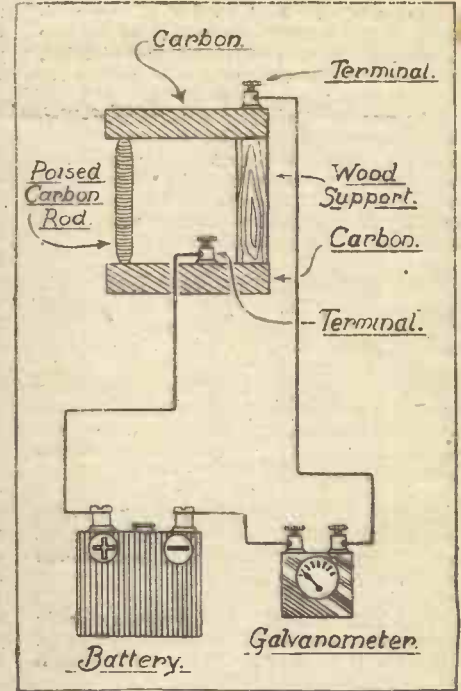 Carbon.
Terminal.
Poised
Carbon
Rod.
Wood
Support.
Carbon.
Terminal.
+
−
Battery.
Galvanometer.